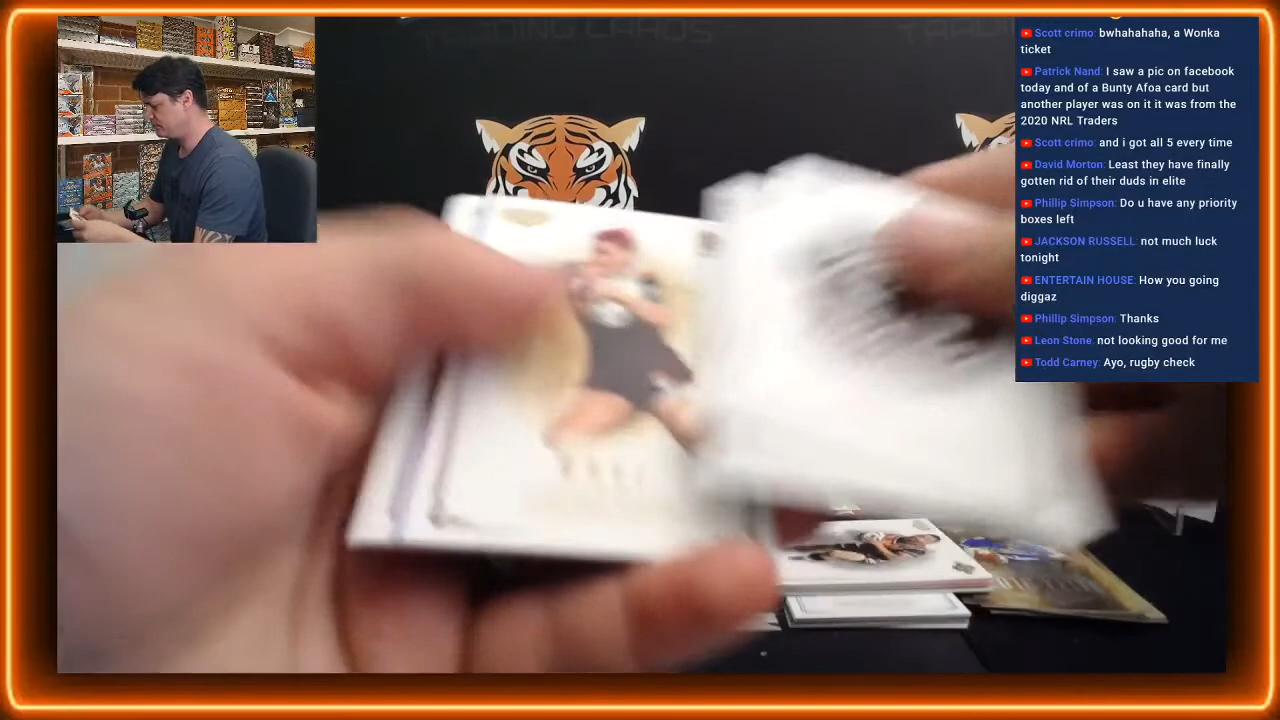 TRADING CARDS
Scott crimo: bwhahahaha, a Wonka
ticket
Patrick Nand: I saw a pic on facebook
today and of a Bunty Afoa card but
another player was on it it was from the
2020 NRL Traders
Scott crimo: and i got all 5 every time
David Morton: Least they have finally
gotten rid of their duds in elite
Phillip Simpson: Do u have any priority
boxes left
JACKSON RUSSELL: not much luck
tonight
ENTERTAIN HOUSE: How you going
diggaz
Phillip Simpson: Thanks
Leon Stone: not looking good for me
Todd Carney: Ayo, rugby check